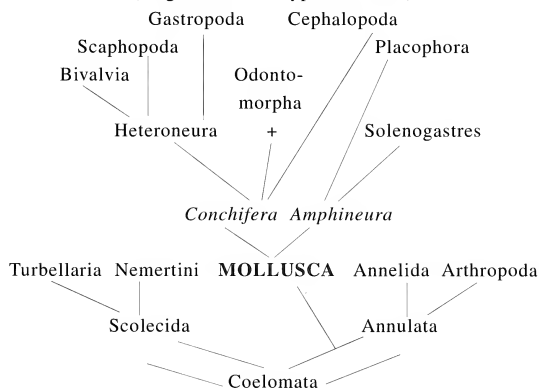 Gastropoda Cephalopoda
Scaphopoda Placophora
Bivalvia Odonto-
morpha
Heteroneura + Solenogastres
Conchifera Amphineura
Turbellaria Nemertini MOLLUSCA Annelida Arthropoda
Scolecida Annulata
Coelomata